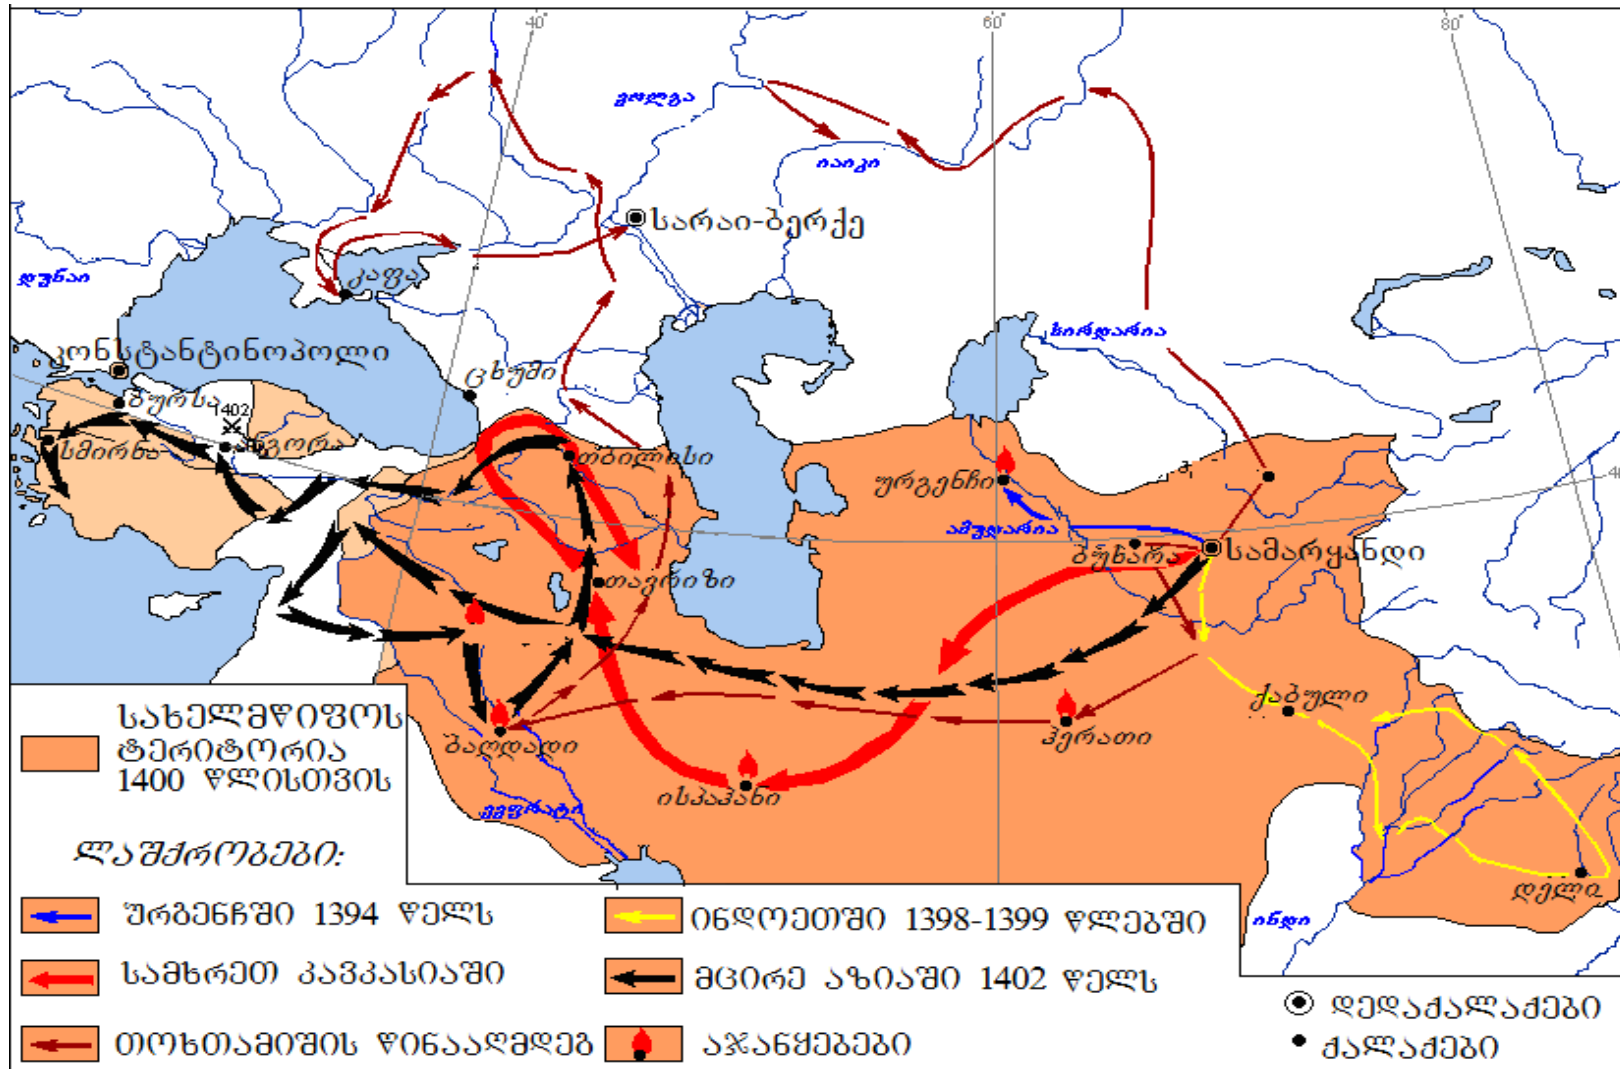 40°
60°
80°
ვოლგა
იაიკი
სარაი-ბერქე
დუნაი
კაფა
სირდარია
კონსტანტინოპოლი
ცხუმი
ბურსა
1402
სმირნა
ანგორა
თბილისი
ურგენჩი
ამუდარია
ბუხარა
სამარყანდი
თავრიზი
ქაბული
ბაღდადი
ჰერათი
ისპაჰანი
ევფრატი
დელი
ინდი
სახელმწიფოს
ტერიტორია
1400 წლისთვის
ლაშქრობები:
ურგენჩში 1394 წელს
ინდოეთში 1398-1399 წლებში
სამხრეთ კავკასიაში
მცირე აზიაში 1402 წელს
თოხთამიშის წინააღმდეგ
აჯანყებები
დედაქალაქები
ქალაქები